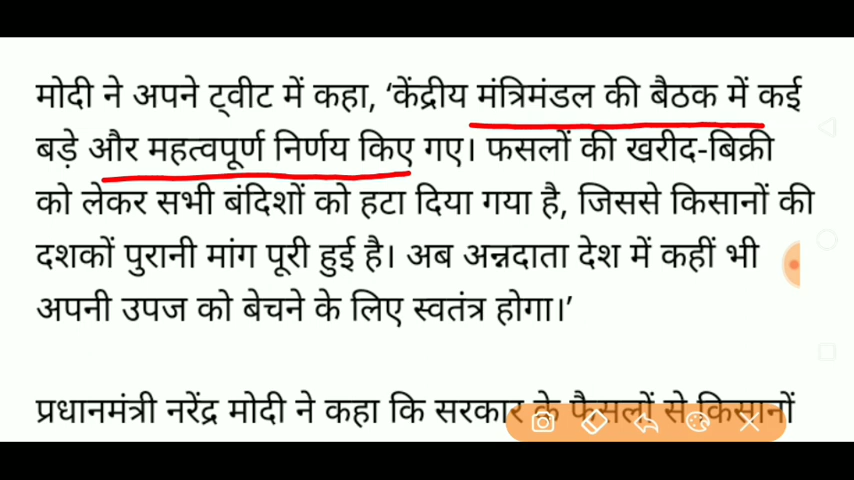 मोदी ने अपने ट्वीट में कहा, ‘केंद्रीय मंत्रिमंडल की बैठक में कई
बड़े और महत्वपूर्ण निर्णय किए गए। फसलों की खरीद-बिक्री
को लेकर सभी बंदिशों को हटा दिया गया है, जिससे किसानों की
दशकों पुरानी मांग पूरी हुई है। अब अन्नदाता देश में कहीं भी
अपनी उपज को बेचने के लिए स्वतंत्र होगा।’
प्रधानमंत्री नरेंद्र मोदी ने कहा कि सरकार के फैसलों से किसानों